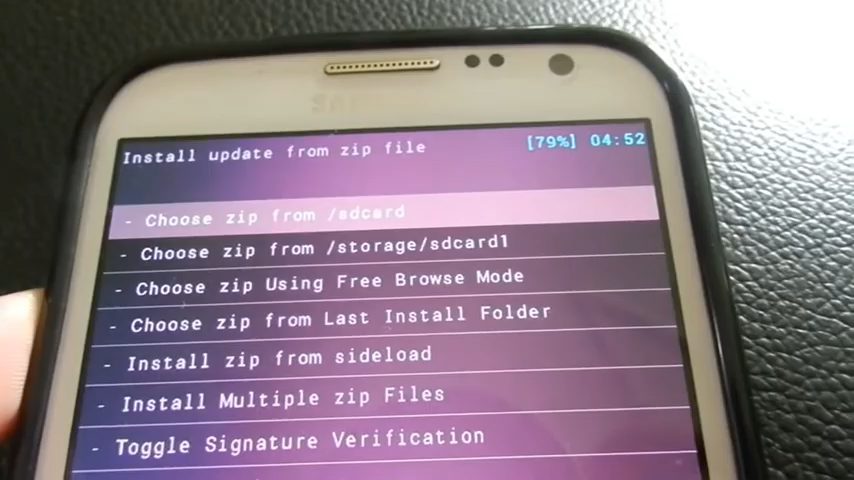 Install update from zip file [79%] 04:52
- Choose zip from /sdcard
- Choose zip from /storage/sdcard1
- Choose zip Using Free Browse Mode
- Choose zip from Last Install Folder
- Install zip from sideload
- Install Multiple zip Files
- Toggle Signature Verification